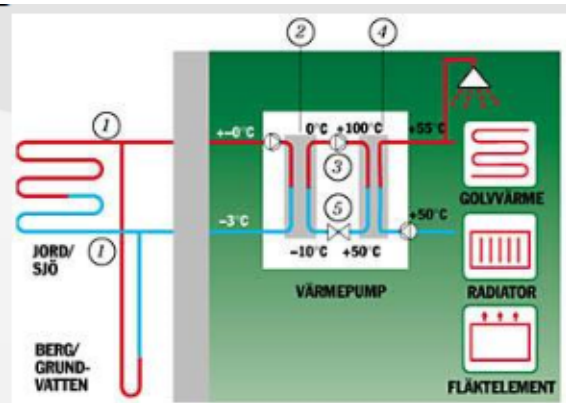 2
4
1
+-0°C
0°C
+100°C
+55°C
3
GOLVVÄRME
5
1
-3°C
+50°C
-10°C
+50°C
JORD/
SJÖ
VÄRMEPUMP
RADIATOR
BERG/
GRUND-
VATTEN
FLÄKTELEMENT